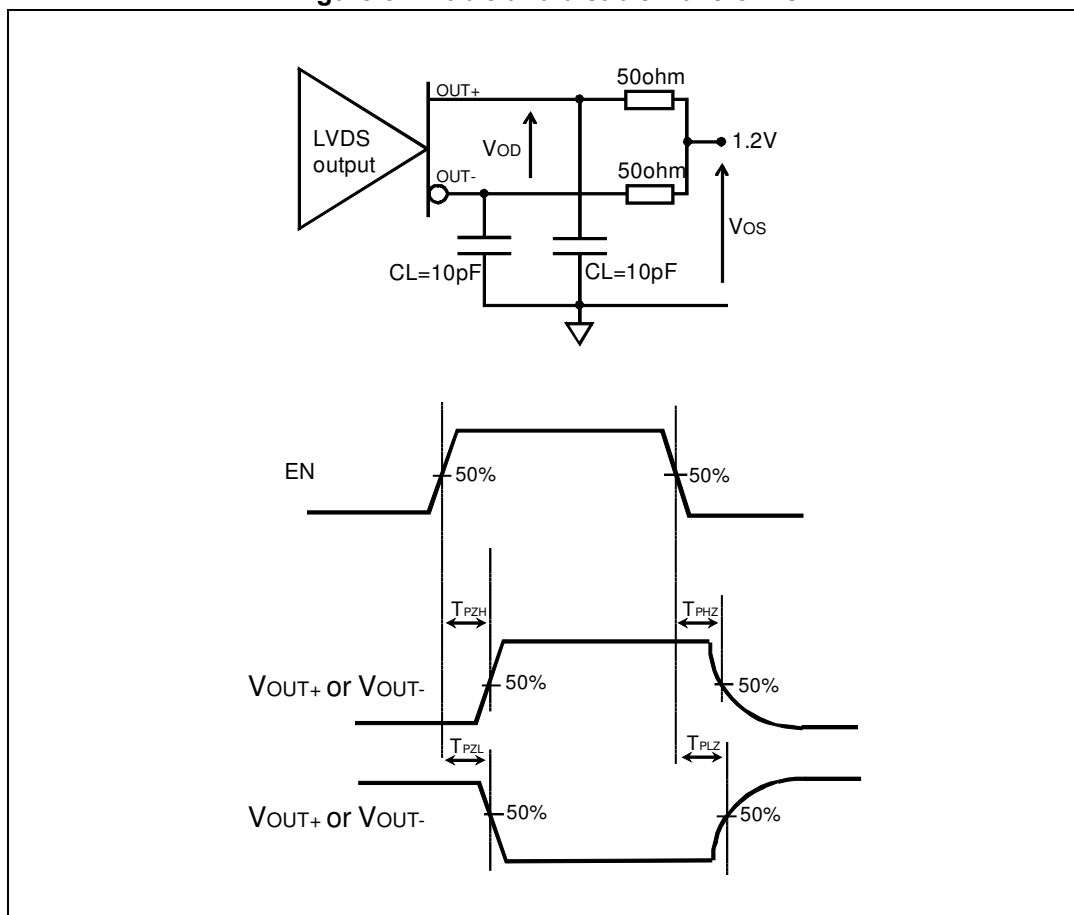 50ohm
OUT+
LVDS
output
VOD
1.2V
OUT-
50ohm
VOS
CL=10pF
CL=10pF
EN
50%
50%
TPZH
TPHZ
VOUT+ or VOUT-
50%
50%
TPZL
TPLZ
VOUT+ or VOUT-
50%
50%